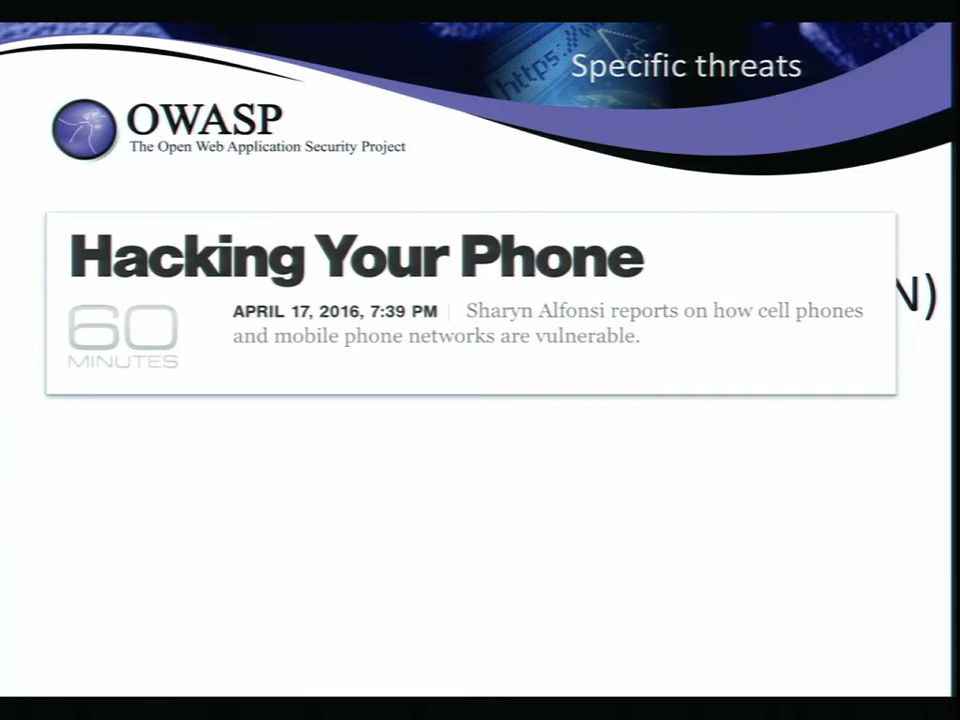 https://w
Specific threats
OWASP
The Open Web Application Security Project
Hacking Your Phone
60
MINUTES
APRIL 17, 2016, 7:39 PM | Sharyn Alfonsi reports on how cell phones
and mobile phone networks are vulnerable.
N)